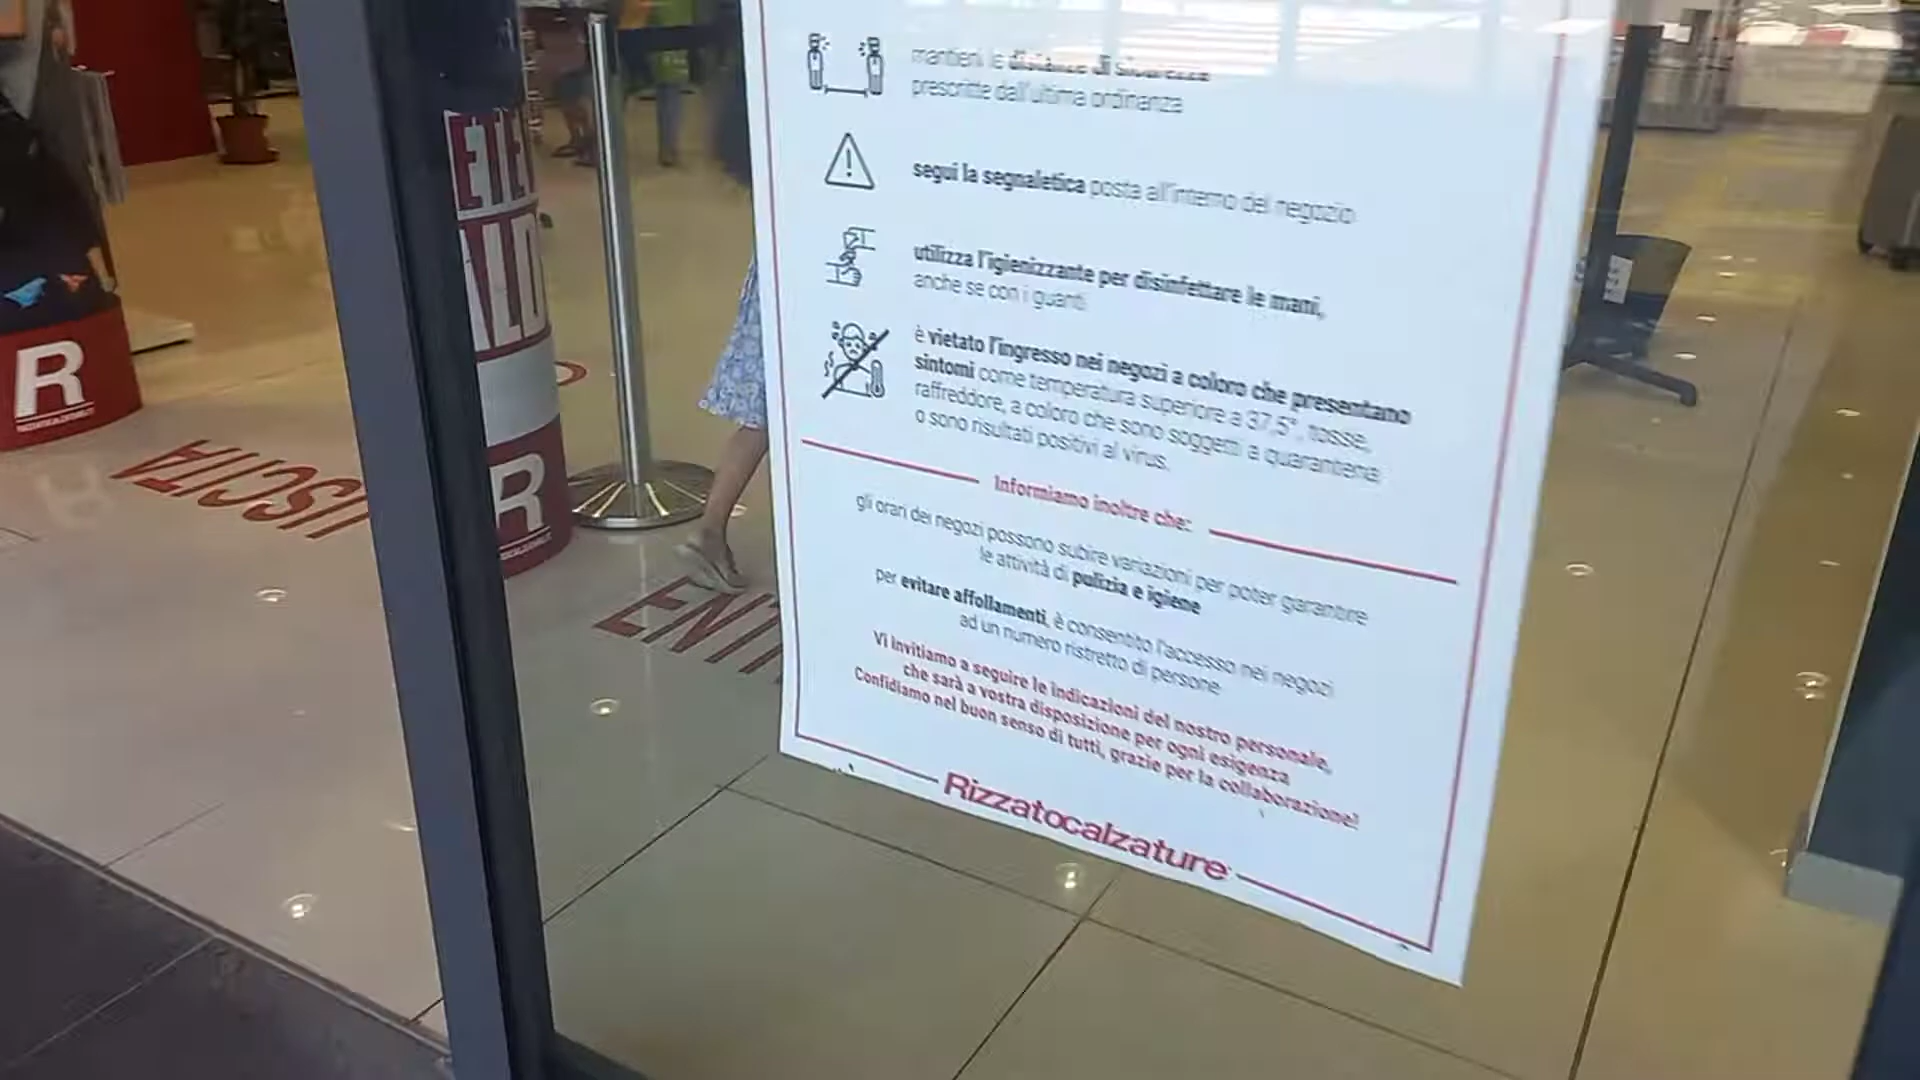 mantieni le distanze di sicurezza
prescritte dall'ultima ordinanza
segui la segnaletica posta all'interno del negozio
utilizza l'igienizzante per disinfettare le mani,
anche se con i guanti
è vietato l'ingresso nei negozi a coloro che presentano
sintomi come temperatura superiore a 37,5°, tosse,
raffreddore, a coloro che sono soggetti a quarantena
o sono risultati positivi al virus.
Informiamo inoltre che:
gli orari dei negozi possono subire variazioni per poter garantire
le attività di pulizia e igiene
per evitare affollamenti, è consentito l'accesso nei negozi
ad un numero ristretto di persone
Vi invitiamo a seguire le indicazioni del nostro personale,
che sarà a vostra disposizione per ogni esigenza
Confidiamo nel buon senso di tutti, grazie per la collaborazione!
Rizzatocalzature
USCITA
ENT
R
R